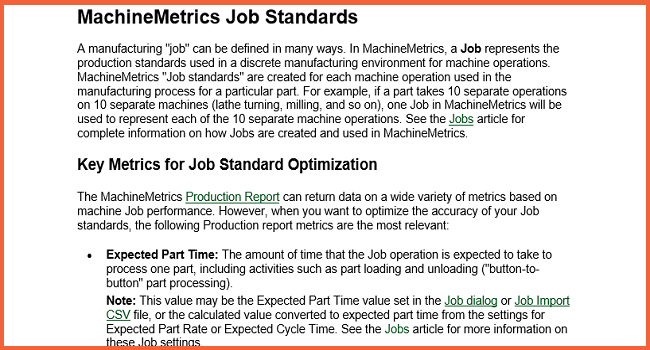 MachineMetrics Job Standards
A manufacturing "job" can be defined in many ways. In MachineMetrics, a Job represents the
production standards used in a discrete manufacturing environment for machine operations.
MachineMetrics "Job standards" are created for each machine operation used in the
manufacturing process for a particular part. For example, if a part takes 10 separate operations
on 10 separate machines (lathe turning, milling, and so on), one Job in MachineMetrics will be
used to represent each of the 10 separate machine operations. See the Jobs article for
complete information on how Jobs are created and used in MachineMetrics.
Key Metrics for Job Standard Optimization
The MachineMetrics Production Report can return data on a wide variety of metrics based on
machine Job performance. However, when you want to optimize the accuracy of your Job
standards, the following Production report metrics are the most relevant:
• Expected Part Time: The amount of time that the Job operation is expected to take to
process one part, including activities such as part loading and unloading ("button-to-
button" part processing).
Note: This value may be the Expected Part Time value set in the Job dialog or Job Import
CSV file, or the calculated value converted to expected part time from the settings for
Expected Part Rate or Expected Cycle Time. See the Jobs article for more information on
these Job settings.